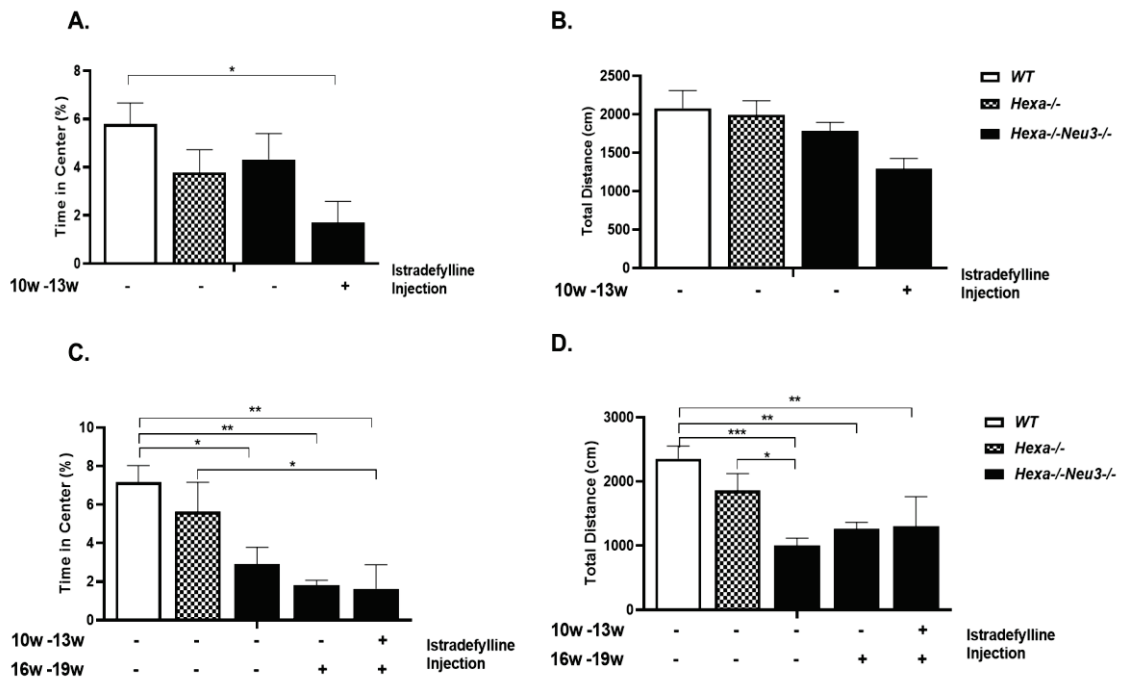 A.
*
8
6
4
2
0
Time in Center (%)
10w -13w - - - +
Istradefylline
Injection
B.
2500
2000
1500
1000
500
0
Total Distance (cm)
10w -13w - - - +
Istradefylline
Injection
WT
Hexa-/-
Hexa-/-Neu3-/-
C.
**
**
*
*
10
8
6
4
2
0
Time in Center (%)
10w -13w - - - - +
16w -19w - - - + +
Istradefylline
Injection
D.
**
**
***
*
3000
2000
1000
0
Total Distance (cm)
10w -13w - - - - +
16w -19w - - - + +
Istradefylline
Injection
WT
Hexa-/-
Hexa-/-Neu3-/-